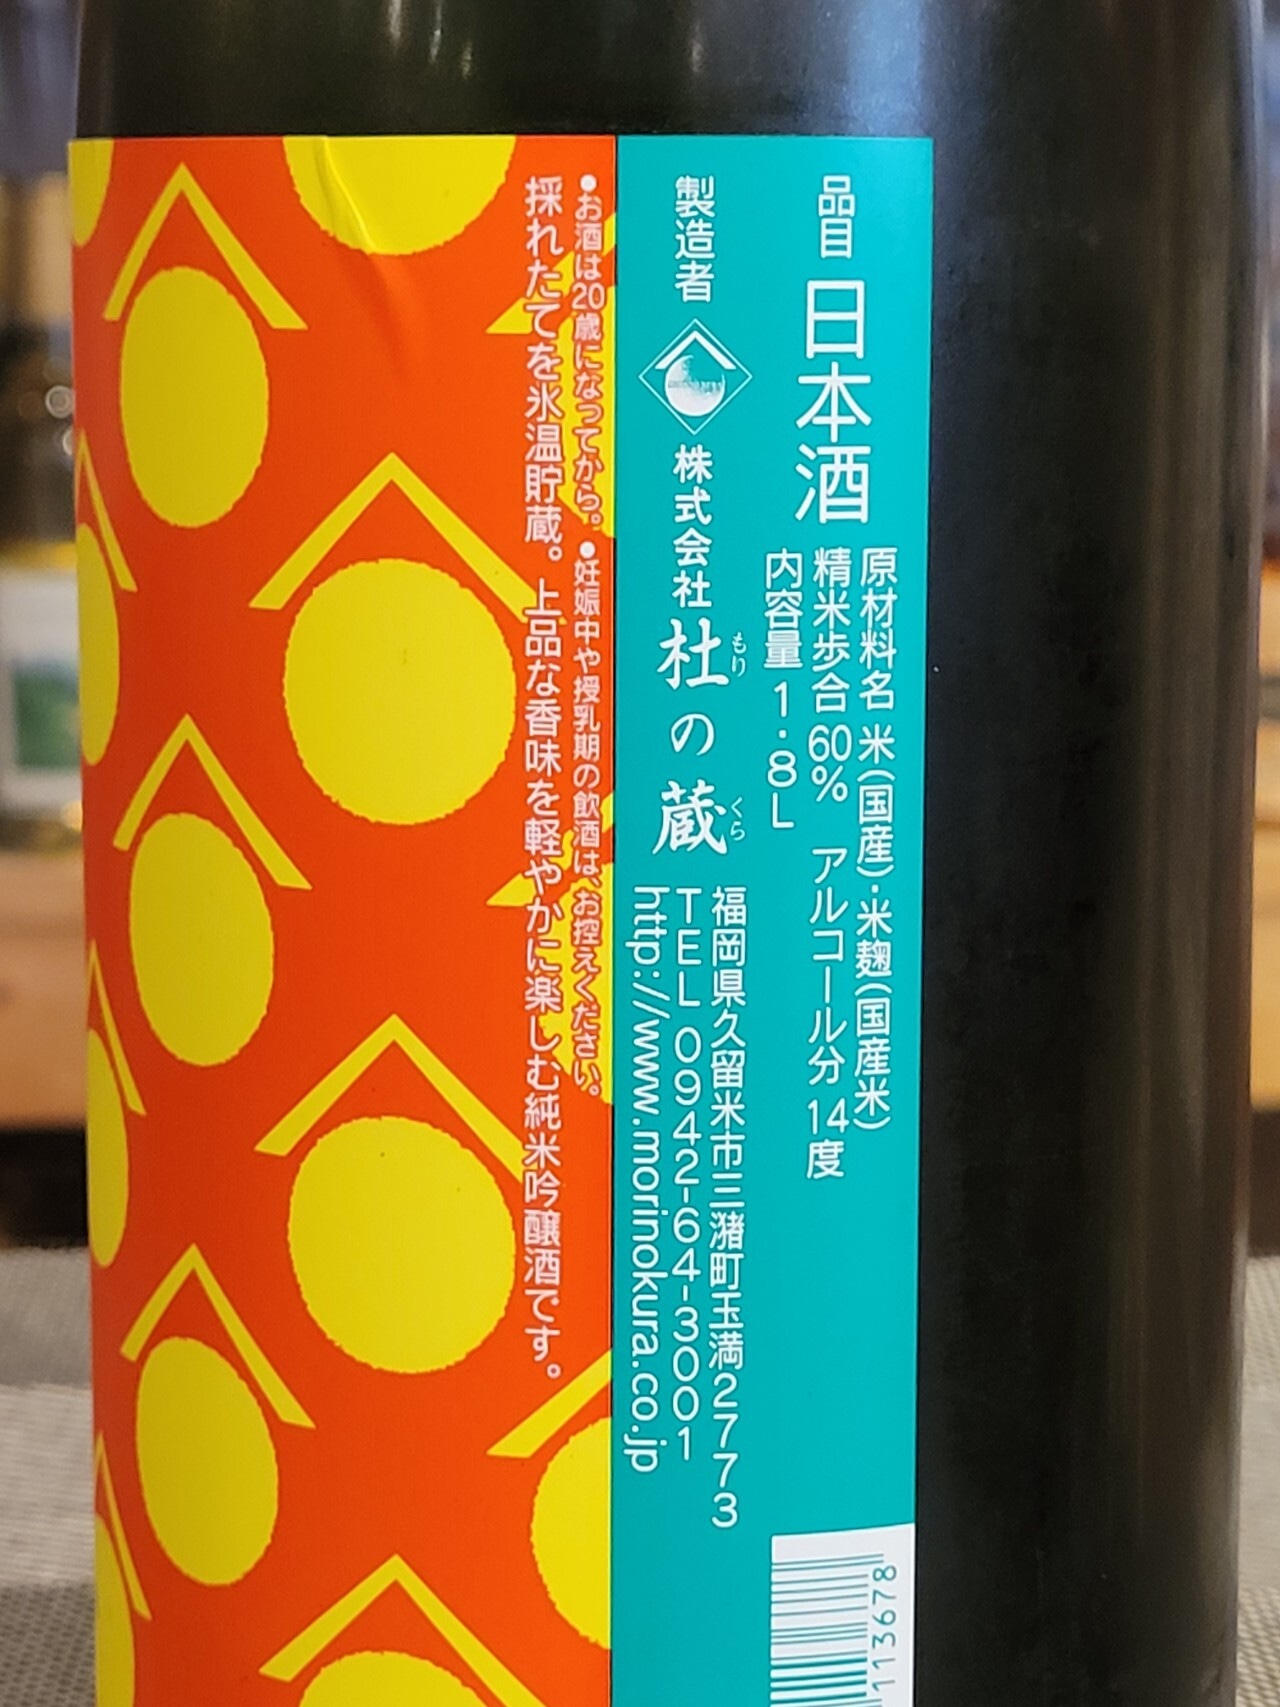 品目 日本酒
原材料名 米(国産)・米麹(国産米)
精米歩合 60% アルコール分 14度
内容量 1.8L
製造者 株式会社 杜の蔵
もり
くら
福岡県久留米市三潴町玉満2773
TEL 0942-64-3001
http://www.morinokura.co.jp
●お酒は20歳になってから。●妊娠中や授乳期の飲酒は、お控えください。
採れたてを氷温貯蔵。上品な香味を軽やかに楽しむ純米吟醸酒です。
113678